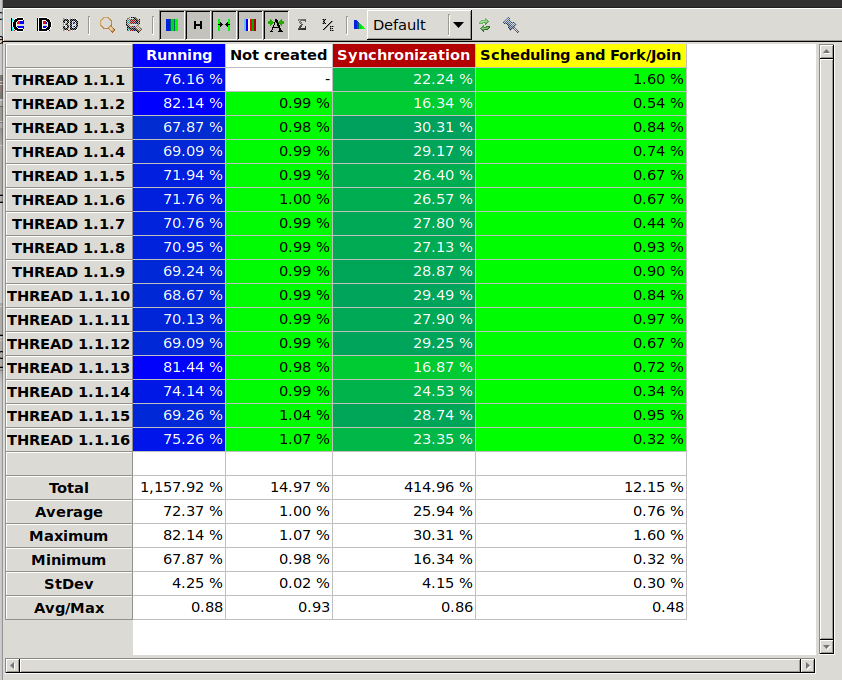 3D H A Σ Default
Running Not created Synchronization Scheduling and Fork/Join
THREAD 1.1.1 76.16 % - 22.24 % 1.60 %
THREAD 1.1.2 82.14 % 0.99 % 16.34 % 0.54 %
THREAD 1.1.3 67.87 % 0.98 % 30.31 % 0.84 %
THREAD 1.1.4 69.09 % 0.99 % 29.17 % 0.74 %
THREAD 1.1.5 71.94 % 0.99 % 26.40 % 0.67 %
THREAD 1.1.6 71.76 % 1.00 % 26.57 % 0.67 %
THREAD 1.1.7 70.76 % 0.99 % 27.80 % 0.44 %
THREAD 1.1.8 70.95 % 0.99 % 27.13 % 0.93 %
THREAD 1.1.9 69.24 % 0.99 % 28.87 % 0.90 %
THREAD 1.1.10 68.67 % 0.99 % 29.49 % 0.84 %
THREAD 1.1.11 70.13 % 0.99 % 27.90 % 0.97 %
THREAD 1.1.12 69.09 % 0.99 % 29.25 % 0.67 %
THREAD 1.1.13 81.44 % 0.98 % 16.87 % 0.72 %
THREAD 1.1.14 74.14 % 0.99 % 24.53 % 0.34 %
THREAD 1.1.15 69.26 % 1.04 % 28.74 % 0.95 %
THREAD 1.1.16 75.26 % 1.07 % 23.35 % 0.32 %
Total 1,157.92 % 14.97 % 414.96 % 12.15 %
Average 72.37 % 1.00 % 25.94 % 0.76 %
Maximum 82.14 % 1.07 % 30.31 % 1.60 %
Minimum 67.87 % 0.98 % 16.34 % 0.32 %
StDev 4.25 % 0.02 % 4.15 % 0.30 %
Avg/Max 0.88 0.93 0.86 0.48